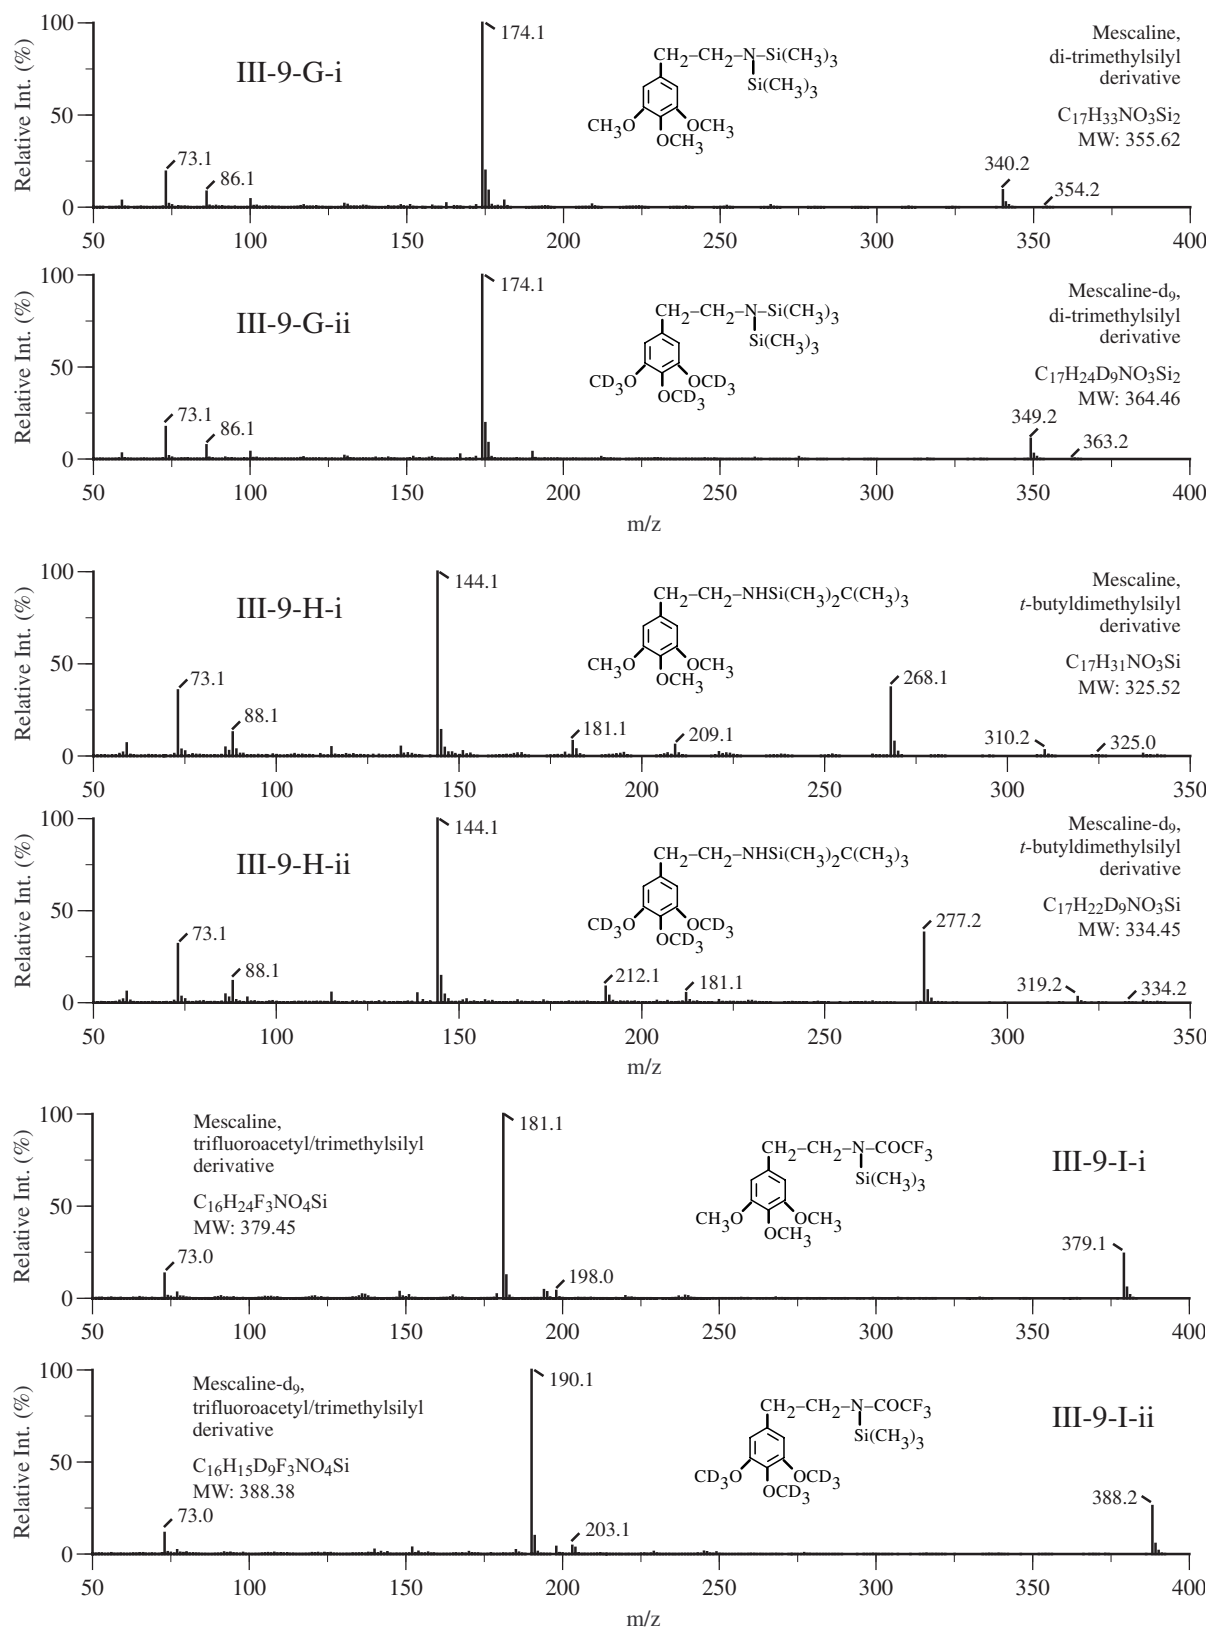 III-9-G-i
Relative Int. (%)
100
50
0
174.1
73.1
86.1
340.2
354.2
CH2-CH2-N-Si(CH3)3
Si(CH3)3
CH3O
OCH3
OCH3
Mescaline,
di-trimethylsilyl
derivative
C17H33NO3Si2
MW: 355.62
50 100 150 200 250 300 350 400
III-9-G-ii
Relative Int. (%)
100
50
0
174.1
73.1
86.1
349.2
363.2
CH2-CH2-N-Si(CH3)3
Si(CH3)3
CD3O
OCD3
OCD3
Mescaline-d9,
di-trimethylsilyl
derivative
C17H24D9NO3Si2
MW: 364.46
50 100 150 200 250 300 350 400
m/z
III-9-H-i
Relative Int. (%)
100
50
0
144.1
73.1
88.1
181.1
209.1
268.1
310.2
325.0
CH2-CH2-NHSi(CH3)2C(CH3)3
CH3O
OCH3
OCH3
Mescaline,
t-butyldimethylsilyl
derivative
C17H31NO3Si
MW: 325.52
50 100 150 200 250 300 350
III-9-H-ii
Relative Int. (%)
100
50
0
144.1
73.1
88.1
212.1
181.1
277.2
319.2
334.2
CH2-CH2-NHSi(CH3)2C(CH3)3
CD3O
OCD3
OCD3
Mescaline-d9,
t-butyldimethylsilyl
derivative
C17H22D9NO3Si
MW: 334.45
50 100 150 200 250 300 350
m/z
Mescaline,
trifluoroacetyl/trimethylsilyl
derivative
C16H24F3NO4Si
MW: 379.45
Relative Int. (%)
100
50
0
73.0
181.1
198.0
379.1
CH2-CH2-N-COCF3
Si(CH3)3
CH3O
OCH3
OCH3
III-9-I-i
50 100 150 200 250 300 350 400
Mescaline-d9,
trifluoroacetyl/trimethylsilyl
derivative
C16H15D9F3NO4Si
MW: 388.38
Relative Int. (%)
100
50
0
73.0
190.1
203.1
388.2
CH2-CH2-N-COCF3
Si(CH3)3
CD3O
OCD3
OCD3
III-9-I-ii
50 100 150 200 250 300 350 400
m/z